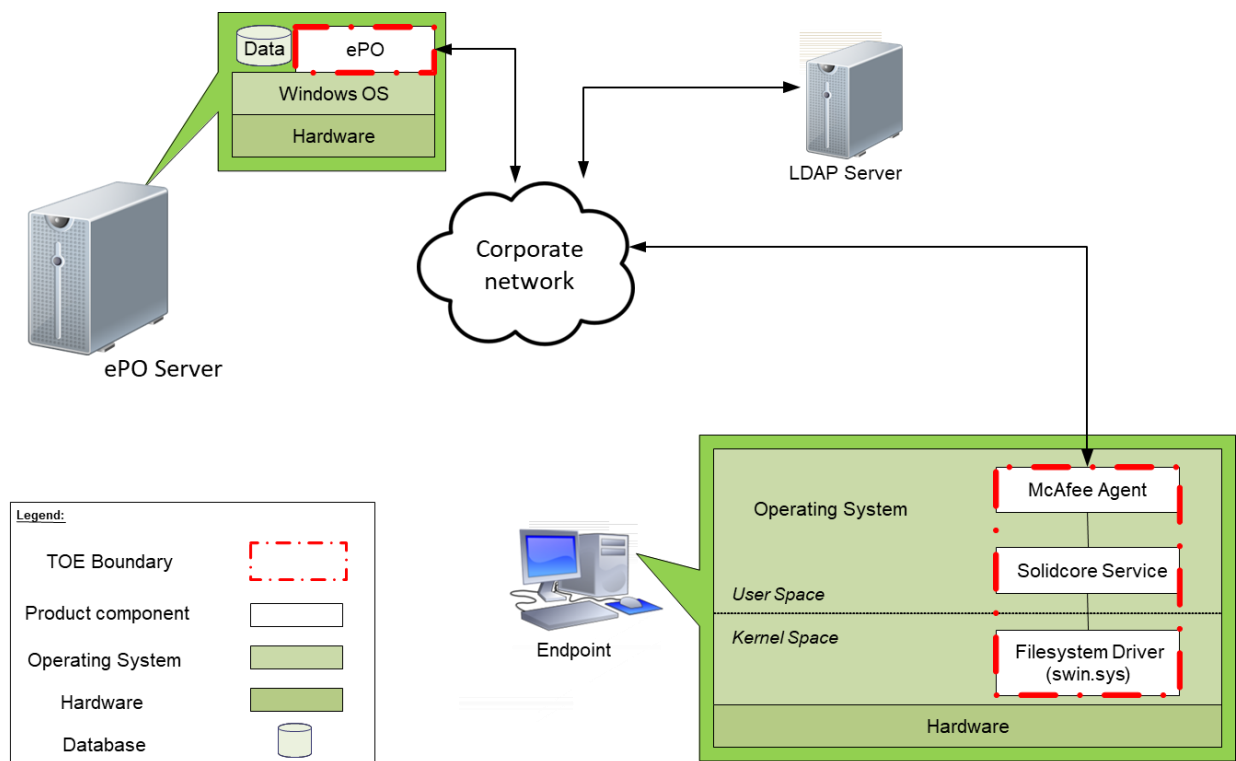 Data
ePO
Windows OS
Hardware
ePO Server
LDAP Server
Corporate
network
McAfee Agent
Operating System
Solidcore Service
User Space
Kernel Space
Filesystem Driver
(swin.sys)
Hardware
Endpoint
Legend:
TOE Boundary
Product component
Operating System
Hardware
Database